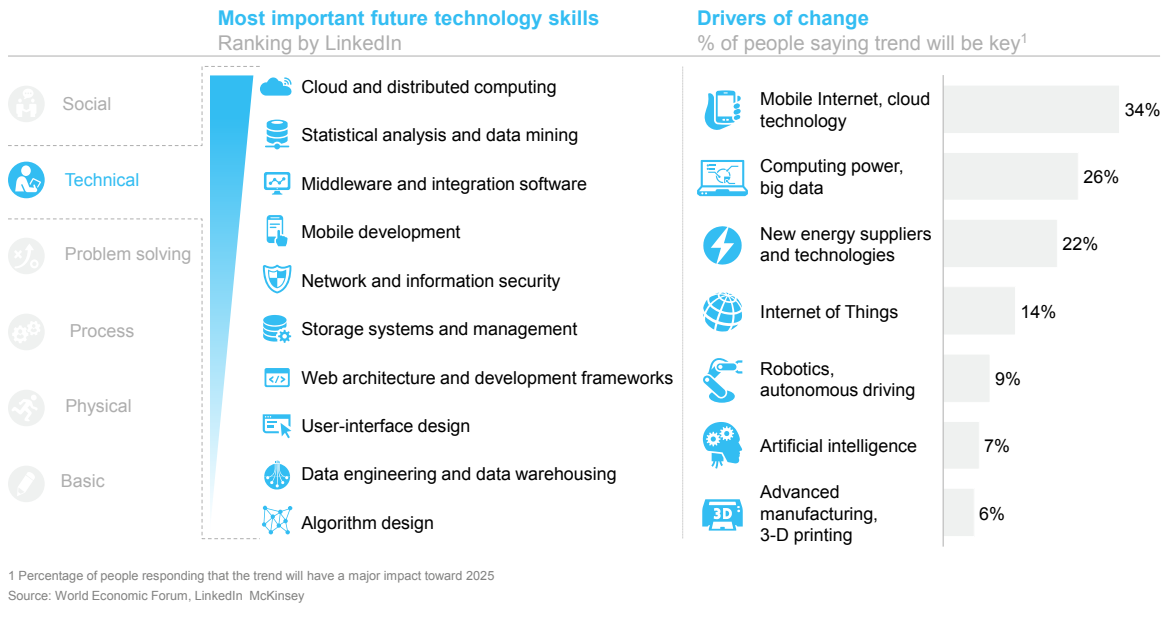 Most important future technology skills
Ranking by LinkedIn
Drivers of change
% of people saying trend will be key1
Social
Technical
Problem solving
Process
Physical
Basic
Cloud and distributed computing
Statistical analysis and data mining
Middleware and integration software
Mobile development
Network and information security
Storage systems and management
Web architecture and development frameworks
User-interface design
Data engineering and data warehousing
Algorithm design
Mobile Internet, cloud
technology
34%
Computing power,
big data
26%
New energy suppliers
and technologies
22%
Internet of Things
14%
Robotics,
autonomous driving
9%
Artificial intelligence
7%
3D
Advanced
manufacturing,
3-D printing
6%
1 Percentage of people responding that the trend will have a major impact toward 2025
Source: World Economic Forum, LinkedIn  McKinsey